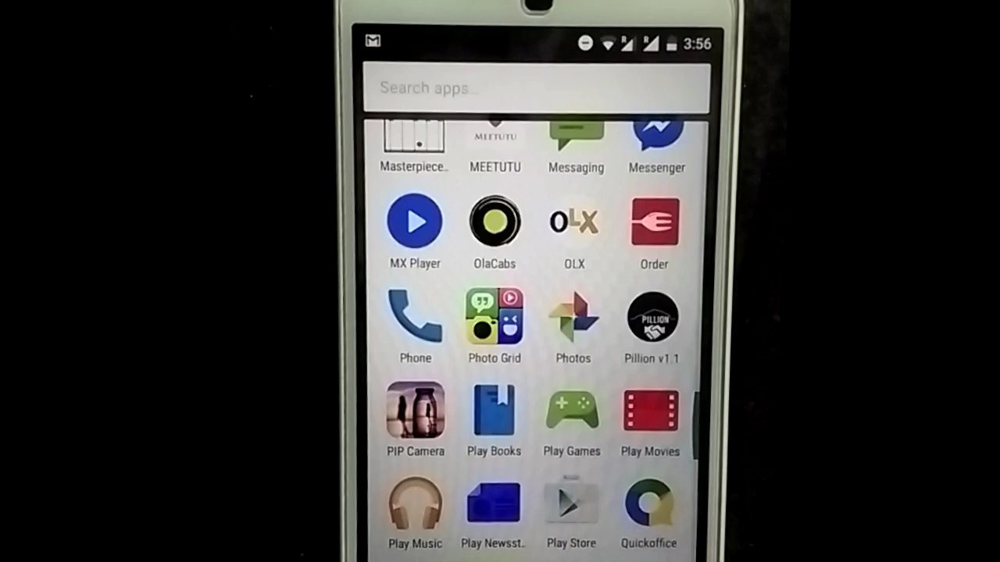 3:56
Search apps...
MEETUTU
Masterpiece.. MEETUTU Messaging Messenger
OLX
MX Player OlaCabs OLX Order
PILLION
Phone Photo Grid Photos Pillion v1.1
PIP Camera Play Books Play Games Play Movies
Play Music Play Newsst.. Play Store Quickoffice